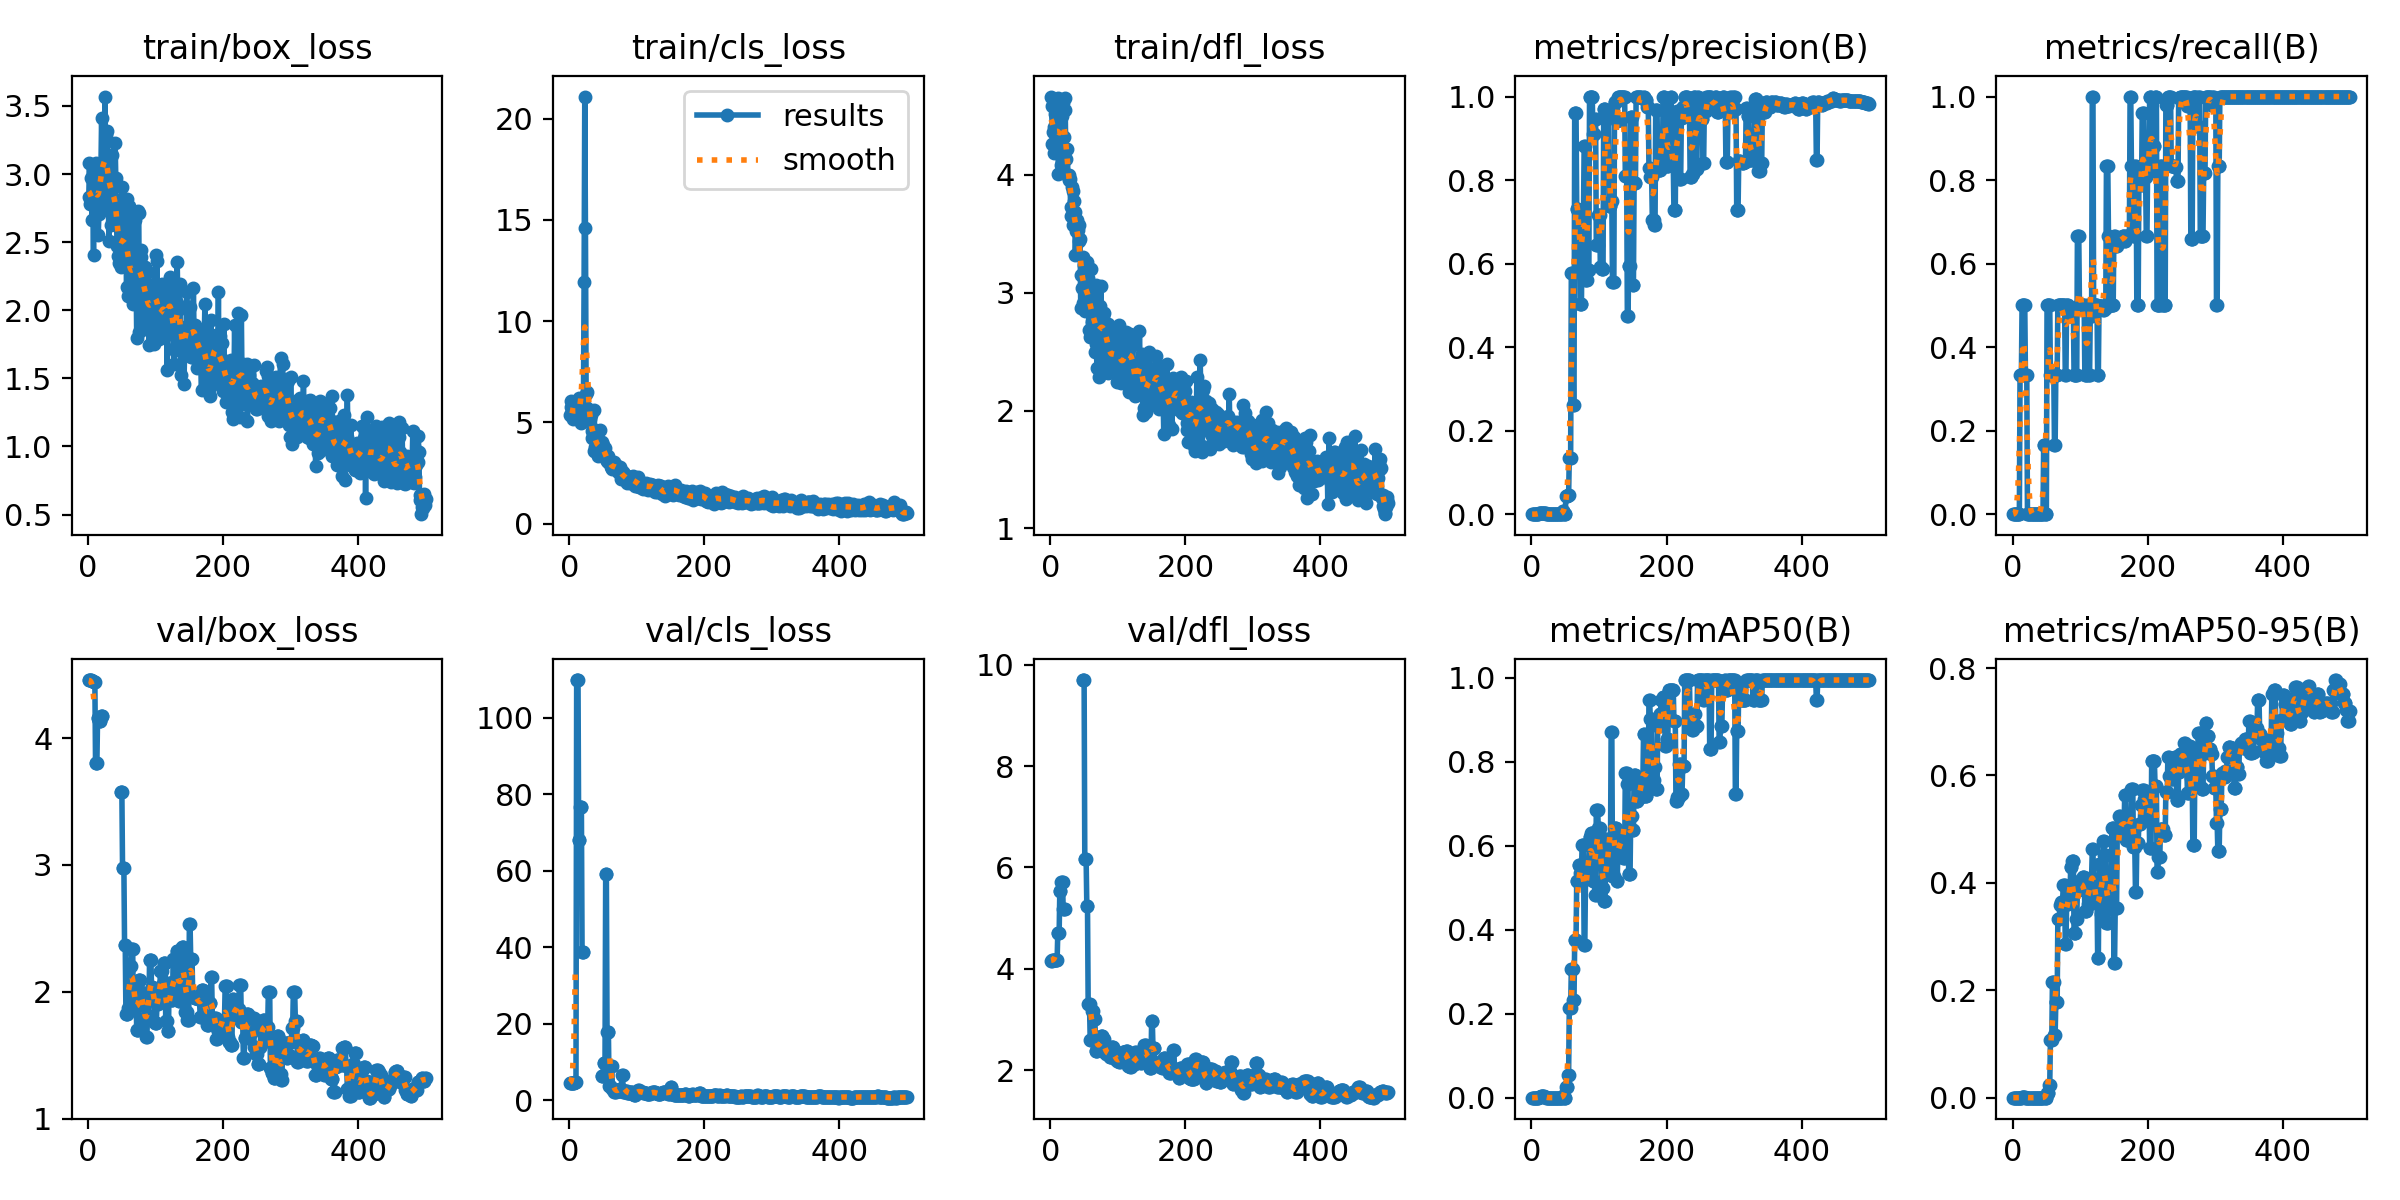 train/box_loss
3.5
3.0
2.5
2.0
1.5
1.0
0.5
0 200 400
train/cls_loss
results
smooth
20
15
10
5
0
0 200 400
train/dfl_loss
4
3
2
1
0 200 400
metrics/precision(B)
1.0
0.8
0.6
0.4
0.2
0.0
0 200 400
metrics/recall(B)
1.0
0.8
0.6
0.4
0.2
0.0
0 200 400
val/box_loss
4
3
2
1
0 200 400
val/cls_loss
100
80
60
40
20
0
0 200 400
val/dfl_loss
10
8
6
4
2
0 200 400
metrics/mAP50(B)
1.0
0.8
0.6
0.4
0.2
0.0
0 200 400
metrics/mAP50-95(B)
0.8
0.6
0.4
0.2
0.0
0 200 400